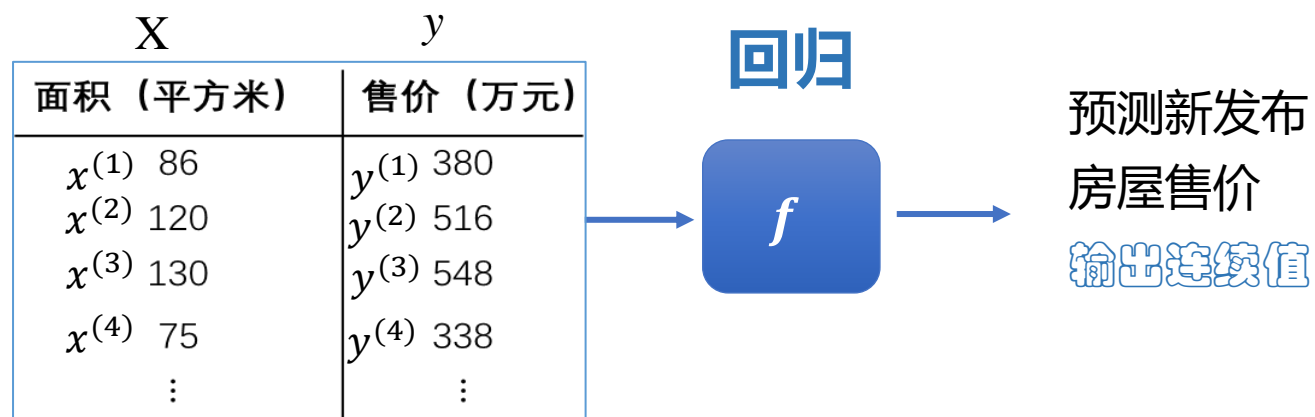 X y
面积（平方米） 售价（万元）
x^(1) 86 y^(1) 380
x^(2) 120 y^(2) 516
x^(3) 130 y^(3) 548
x^(4) 75 y^(4) 338
⋮ ⋮
回归
f
预测新发布
房屋售价
输出连续值